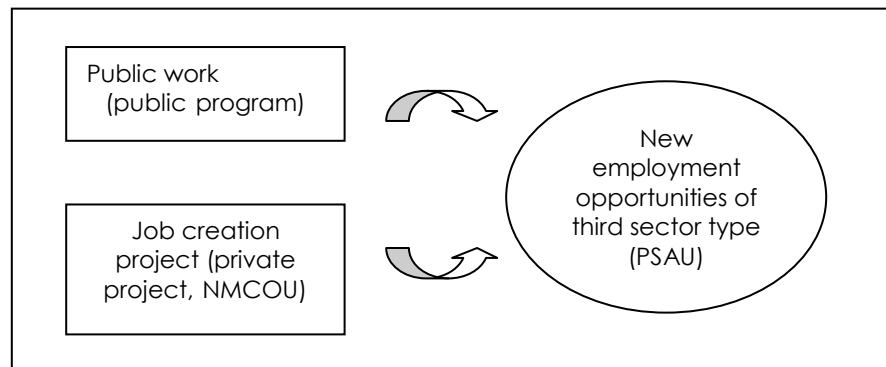 Public work
(public program)
Job creation
project (private
project, NMCOU)
New
employment
opportunities of
third sector type
(PSAU)